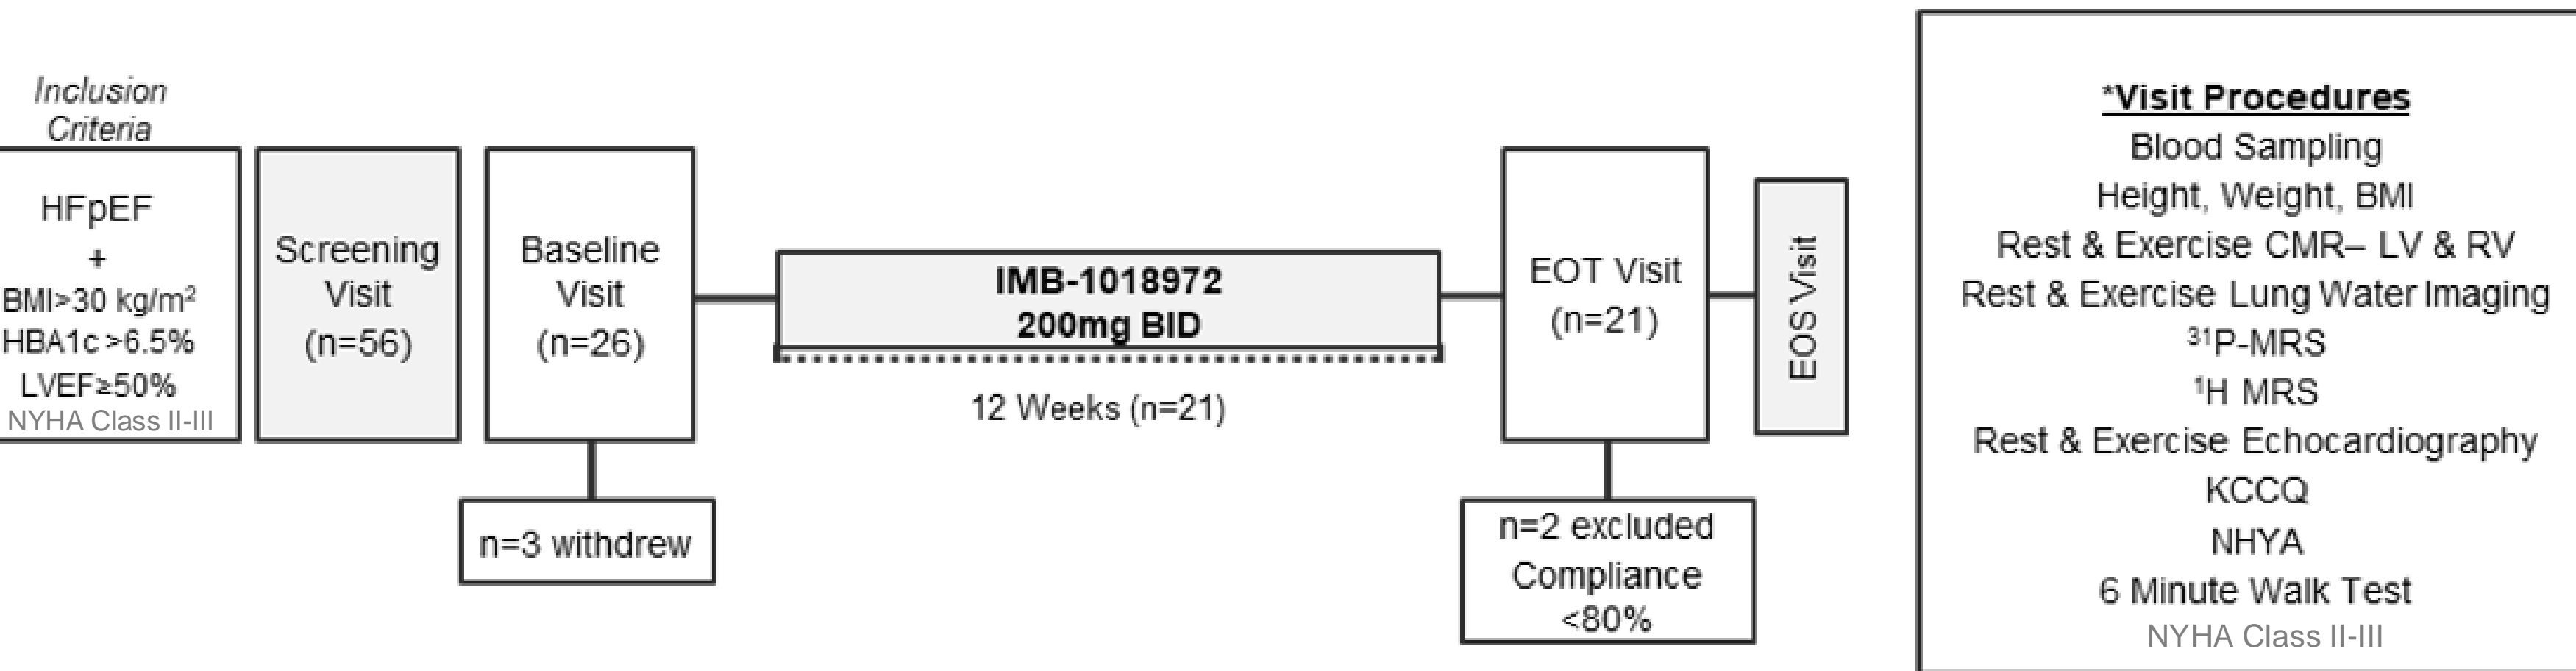 Inclusion
Criteria
HFpEF
+
BMI>30 kg/m²
HBA1c >6.5%
LVEF≥50%
NYHA Class II-III
Screening
Visit
(n=56)
Baseline
Visit
(n=26)
n=3 withdrew
IMB-1018972
200mg BID
12 Weeks (n=21)
EOT Visit
(n=21)
n=2 excluded
Compliance
<80%
EOS Visit
*Visit Procedures
Blood Sampling
Height, Weight, BMI
Rest & Exercise CMR– LV & RV
Rest & Exercise Lung Water Imaging
³¹P-MRS
¹H MRS
Rest & Exercise Echocardiography
KCCQ
NHYA
6 Minute Walk Test
NYHA Class II-III